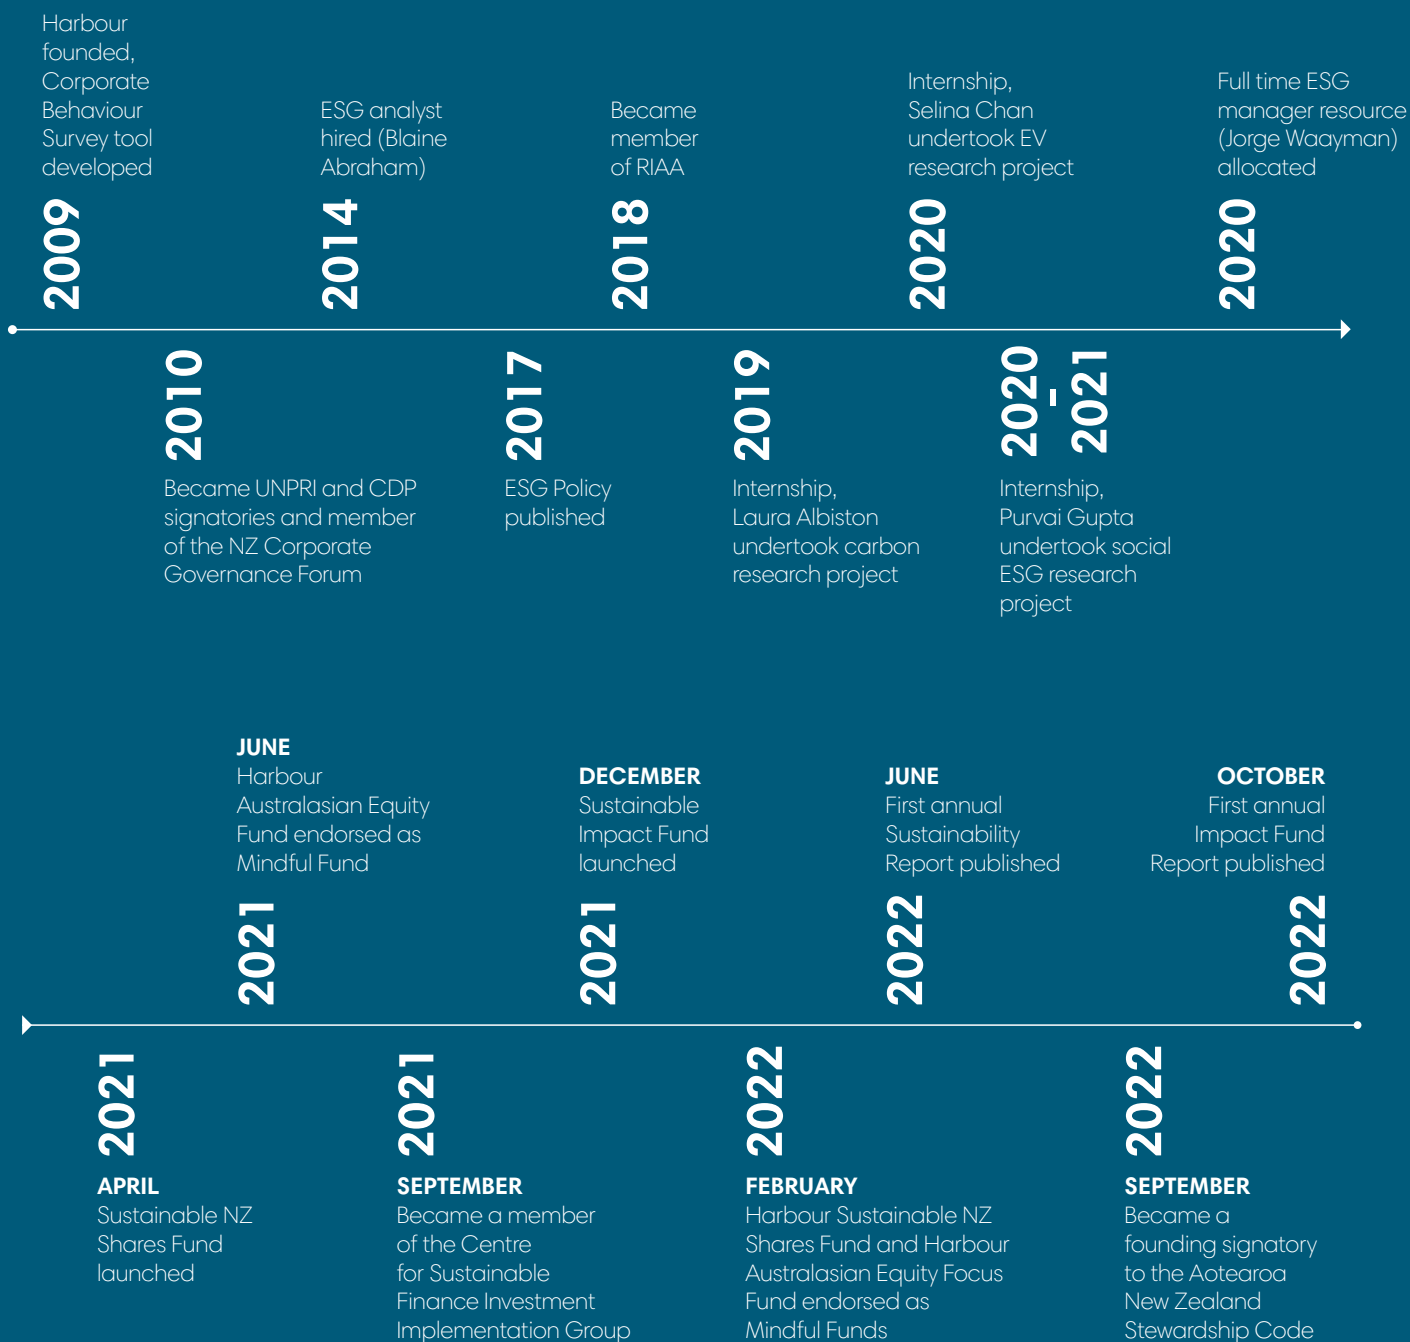 Harbour
founded,
Corporate
Behaviour
Survey tool
developed
2009
Became UNPRI and CDP
signatories and member
of the NZ Corporate
Governance Forum
2010
ESG analyst
hired (Blaine
Abraham)
2014
2017
ESG Policy
published
Became
member
of RIAA
2018
2019
Internship,
Laura Albiston
undertook carbon
research project
Internship,
Selina Chan
undertook EV
research project
2020
2020
-
2021
Internship,
Purvai Gupta
undertook social
ESG research
project
Full time ESG
manager resource
(Jorge Waayman)
allocated
2020
2021
APRIL
Sustainable NZ
Shares Fund
launched
JUNE
Harbour
Australasian Equity
Fund endorsed as
Mindful Fund
2021
2021
SEPTEMBER
Became a member
of the Centre
for Sustainable
Finance Investment
Implementation Group
DECEMBER
Sustainable
Impact Fund
launched
2021
2022
FEBRUARY
Harbour Sustainable NZ
Shares Fund and Harbour
Australasian Equity Focus
Fund endorsed as
Mindful Funds
JUNE
First annual
Sustainability
Report published
2022
2022
SEPTEMBER
Became a
founding signatory
to the Aotearoa
New Zealand
Stewardship Code
OCTOBER
First annual
Impact Fund
Report published
2022